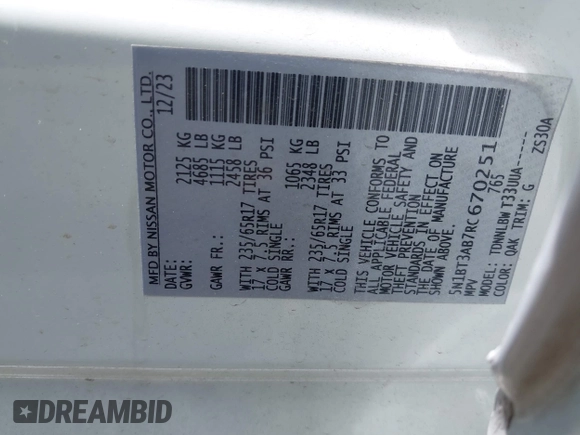 MFD BY NISSAN MOTOR CO., LTD.
DATE: 12/23
GVWR: 2125 KG
4685 LB
GAWR FR: 1115 KG
2458 LB
WITH 235/65R17 TIRES
17 x 7.5 RIMS AT 36 PSI
COLD SINGLE
GAWR RR: 1065 KG
2348 LB
WITH 235/65R17 TIRES
17 x 7.5 RIMS AT 33 PSI
COLD SINGLE
THIS VEHICLE CONFORMS TO
ALL APPLICABLE FEDERAL
MOTOR VEHICLE SAFETY AND
THEFT PREVENTION
STANDARDS IN EFFECT ON
THE DATE OF MANUFACTURE
SHOWN ABOVE.
5N1BT3AB7RC670251
MPV 765
MODEL: TDNNLBW T33UUA-----
COLOR: QAK TRIM: G ZS30A
DREAMBID